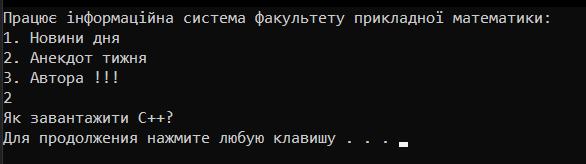 Працює інформаційна система факультету прикладної математики:
1. Новини дня
2. Анекдот тижня
3. Автора !!!
2
Як завантажити C++?
Для продолжения нажмите любую клавишу . . .